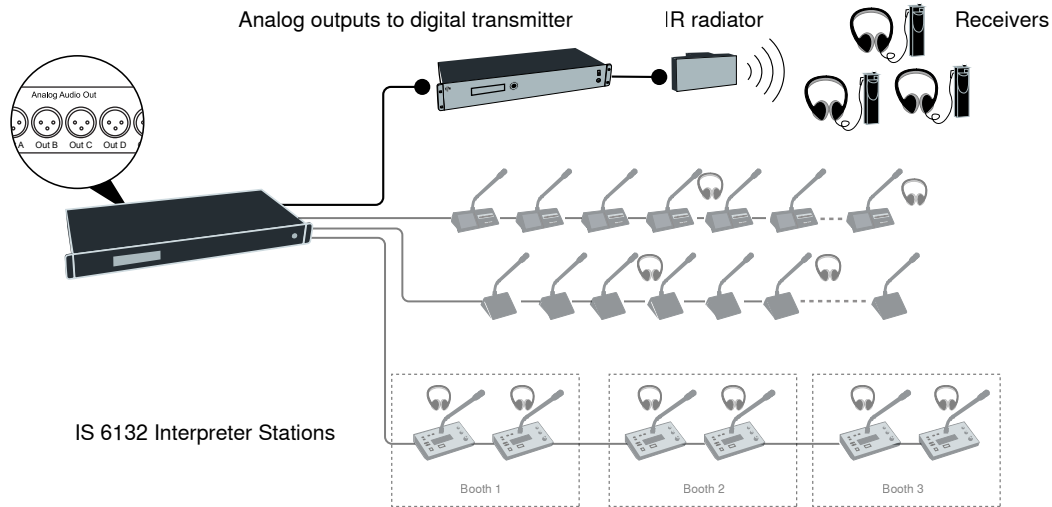 Analog outputs to digital transmitter
IR radiator
Receivers
Analog Audio Out
A Out B Out C Out D
IS 6132 Interpreter Stations
Booth 1
Booth 2
Booth 3